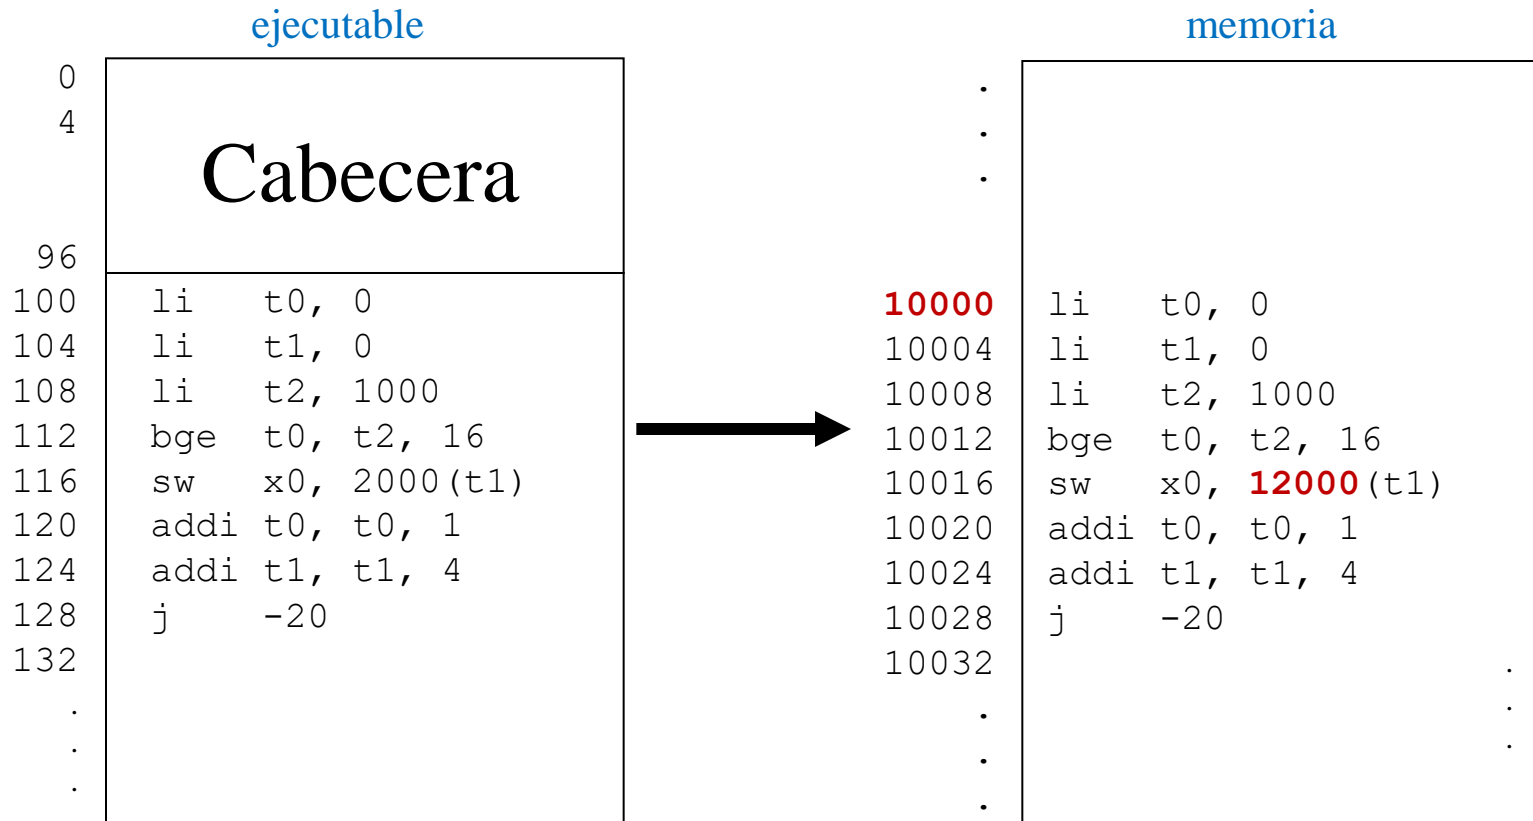 ejecutable
0
4
Cabecera
96
100 li t0, 0
104 li t1, 0
108 li t2, 1000
112 bge t0, t2, 16
116 sw x0, 2000(t1)
120 addi t0, t0, 1
124 addi t1, t1, 4
128 j -20
132
.
.
.
memoria
.
.
.
10000 li t0, 0
10004 li t1, 0
10008 li t2, 1000
10012 bge t0, t2, 16
10016 sw x0, 12000(t1)
10020 addi t0, t0, 1
10024 addi t1, t1, 4
10028 j -20
10032
.
.
.
.
.
.